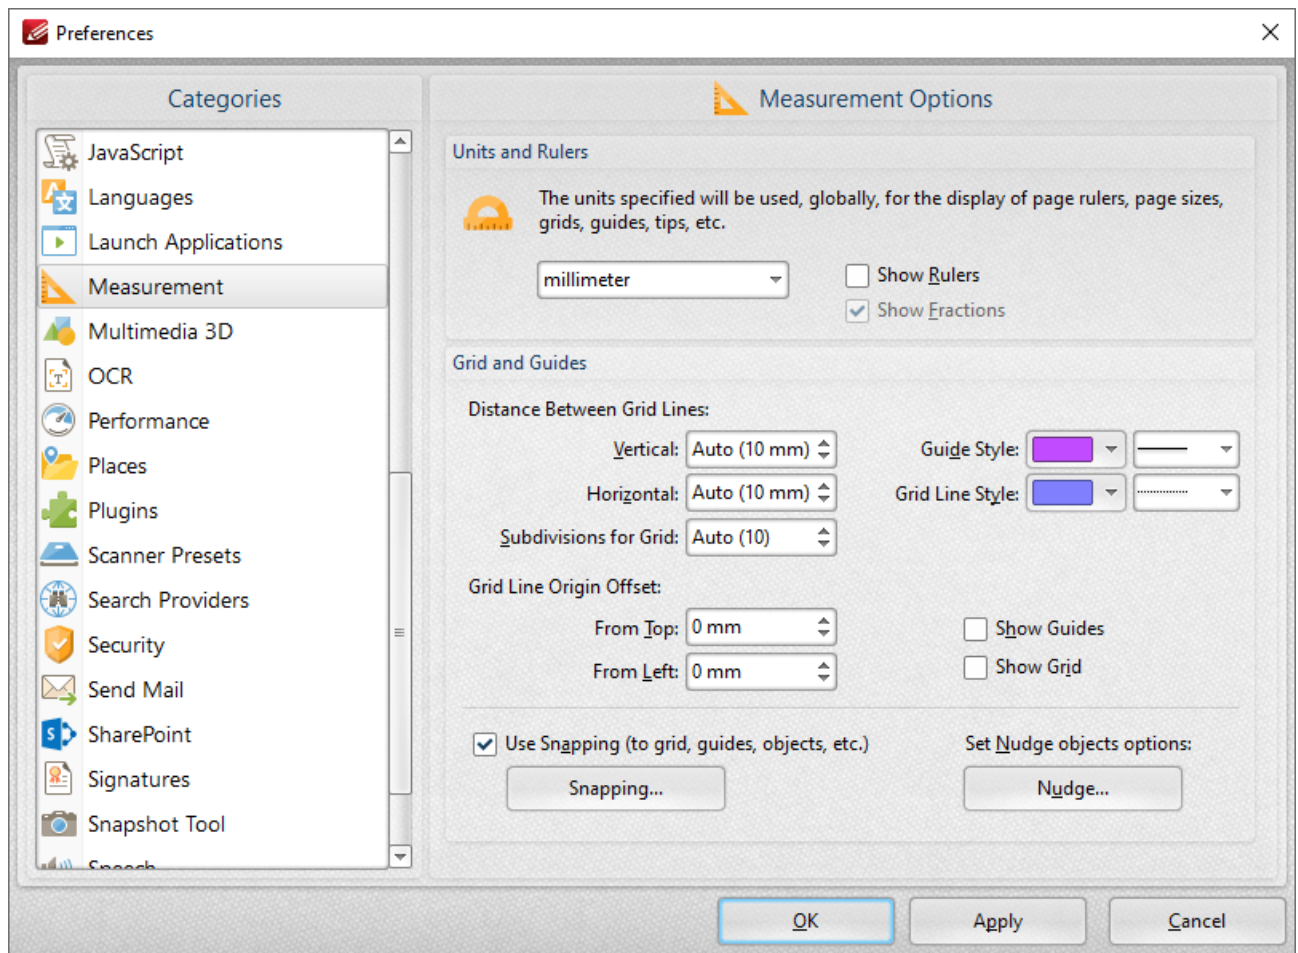 Preferences
Categories
JavaScript
Languages
Launch Applications
Measurement
Multimedia 3D
OCR
Performance
Places
Plugins
Scanner Presets
Search Providers
Security
Send Mail
SharePoint
Signatures
Snapshot Tool
Speech
Measurement Options
Units and Rulers
The units specified will be used, globally, for the display of page rulers, page sizes,
grids, guides, tips, etc.
millimeter
Show Rulers
Show Fractions
Grid and Guides
Distance Between Grid Lines:
Vertical: Auto (10 mm)
Guide Style:
Horizontal: Auto (10 mm)
Grid Line Style:
Subdivisions for Grid: Auto (10)
Grid Line Origin Offset:
From Top: 0 mm
Show Guides
From Left: 0 mm
Show Grid
Use Snapping (to grid, guides, objects, etc.)
Set Nudge objects options:
Snapping...
Nudge...
OK
Apply
Cancel